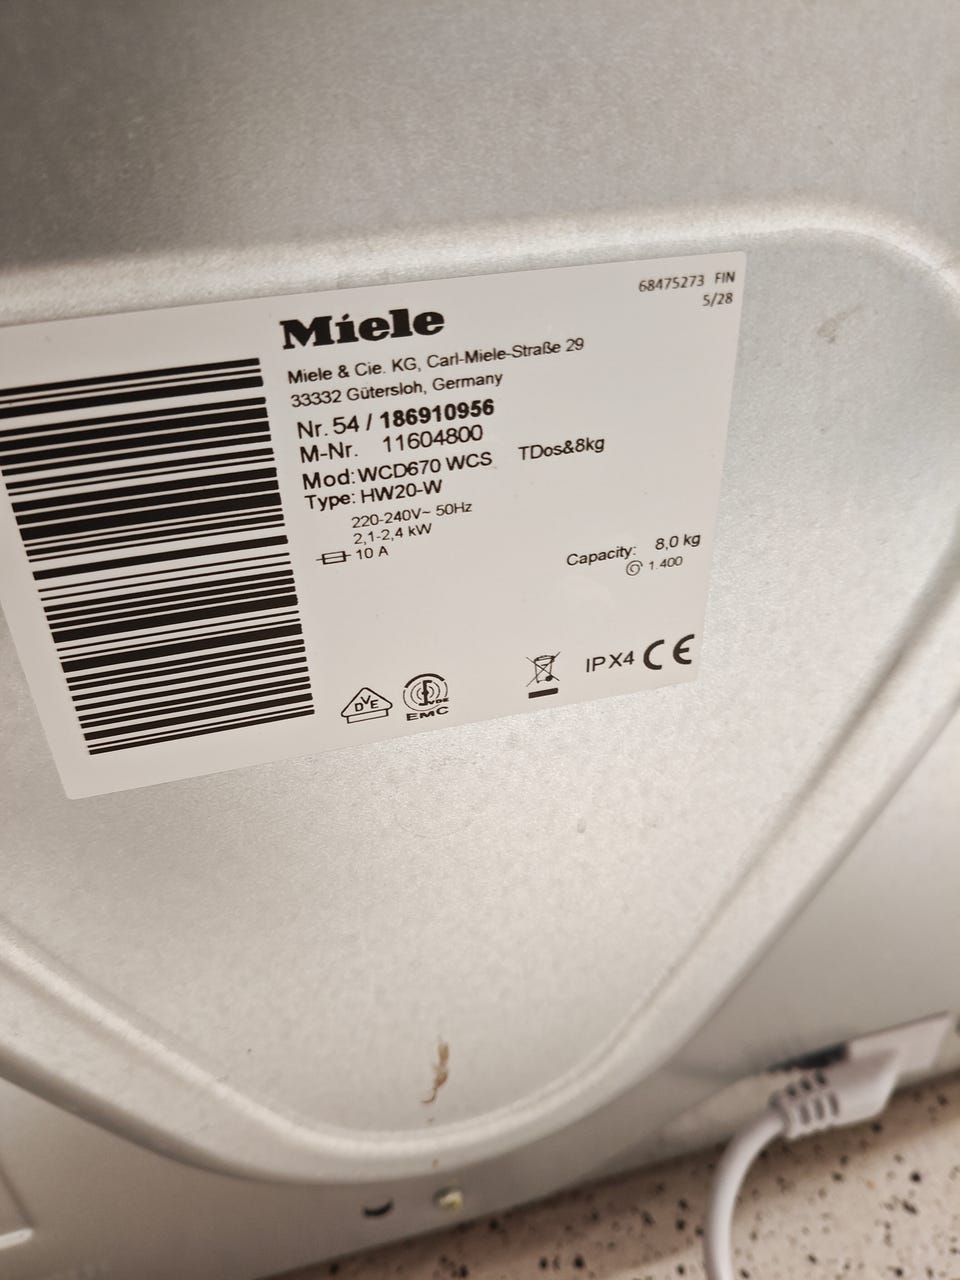 68475273 FIN
5/28
Miele
Miele & Cie. KG, Carl-Miele-Straße 29
33332 Gütersloh, Germany
Nr. 54 / 186910956
M-Nr. 11604800
Mod: WCD670 WCS TDos&8kg
Type: HW20-W
220-240V~ 50Hz
2,1-2,4 kW
10 A
Capacity: 8,0 kg
1.400
DVE
VDE
EMC
IPX4 CE